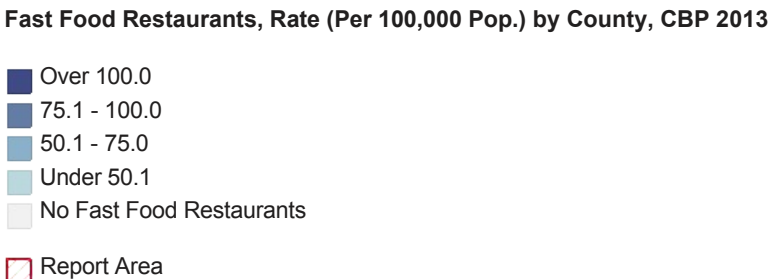 Fast Food Restaurants, Rate (Per 100,000 Pop.) by County, CBP 2013
Over 100.0
75.1 - 100.0
50.1 - 75.0
Under 50.1
No Fast Food Restaurants
Report Area